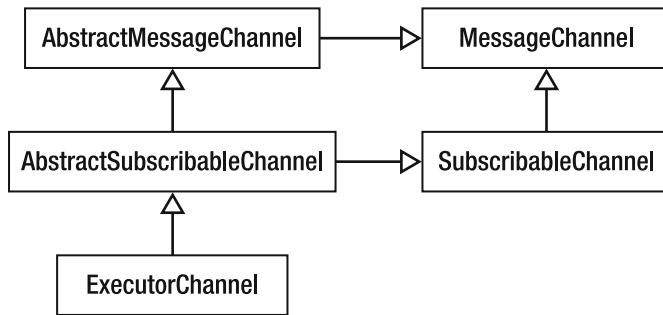 AbstractMessageChannel
MessageChannel
AbstractSubscribableChannel
SubscribableChannel
ExecutorChannel